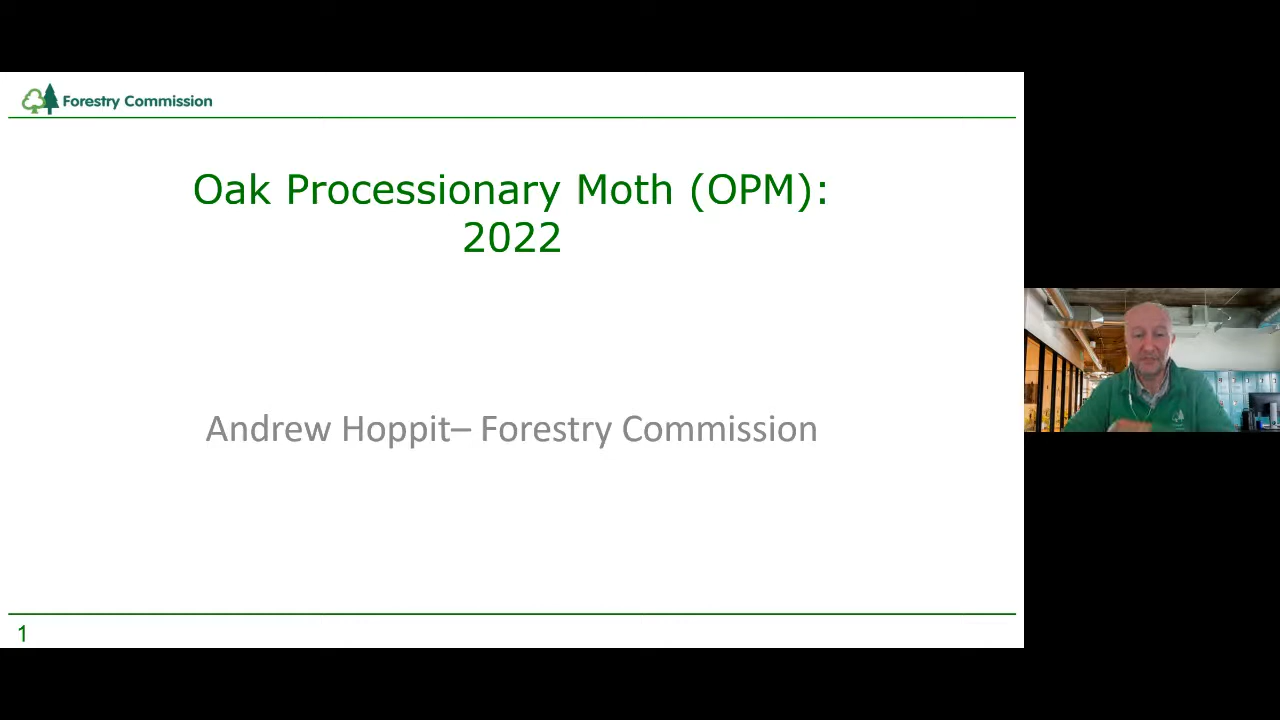 Forestry Commission
Oak Processionary Moth (OPM):
2022
Andrew Hoppit– Forestry Commission
1